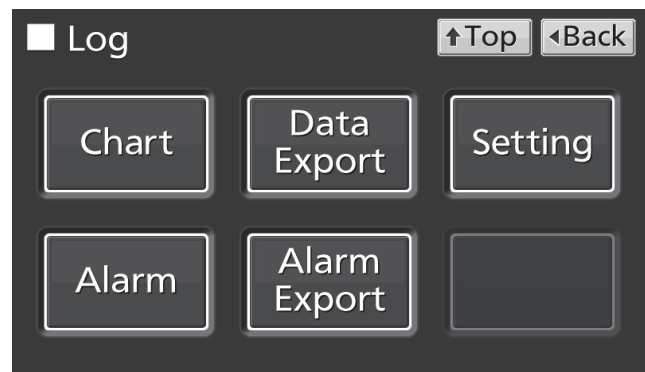 Log
↑Top
◂Back
Chart
Data
Export
Setting
Alarm
Alarm
Export